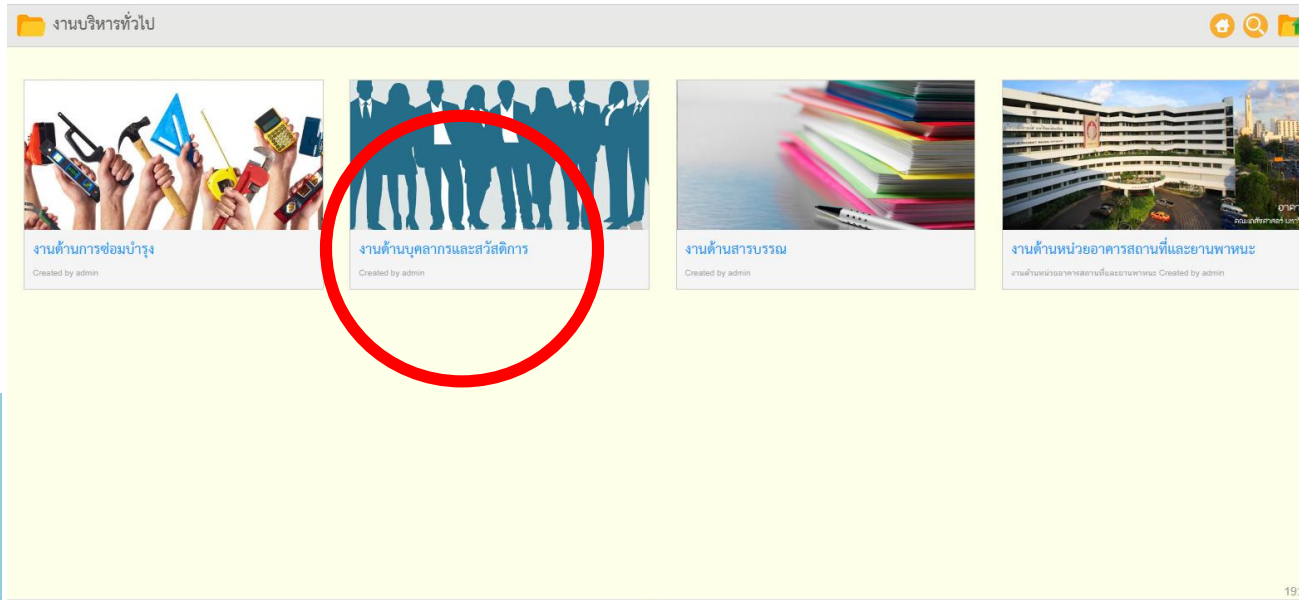 งานบริหารทั่วไป
งานด้านการซ่อมบำรุง
Created by admin
งานด้านบุคลากรและสวัสดิการ
Created by admin
งานด้านสารบรรณ
Created by admin
งานด้านหน่วยอาคารสถานที่และยานพาหนะ
งานด้านหน่วยอาคารสถานที่และยานพาหนะ Created by admin